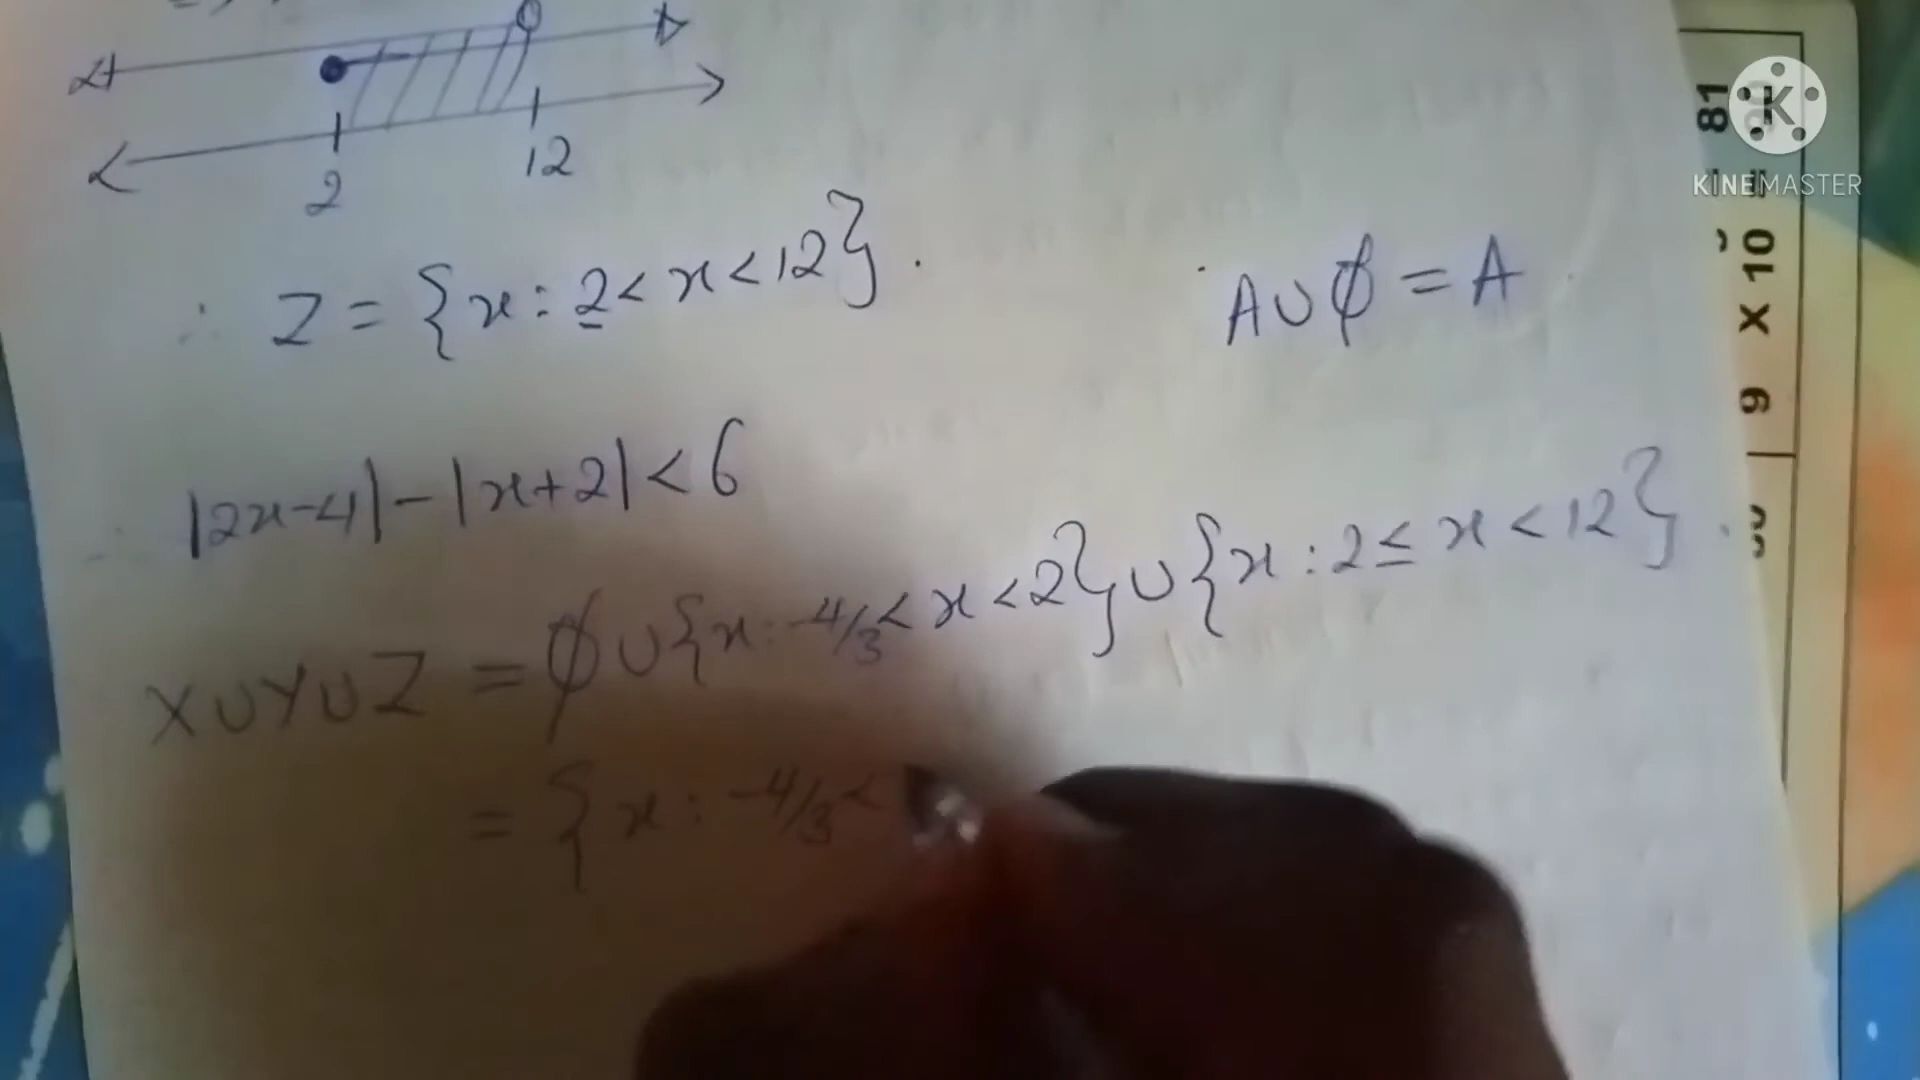 2 12
Z = {x : 2 < x < 12}.
A∪∅ = A
|2x-4| - |x+2| < 6
X∪Y∪Z = ∅∪{x : -4/3 < x < 2}∪{x : 2 ≤ x < 12}.
= {x : -4/3 <
KINEMASTER
81
9 X 10 =